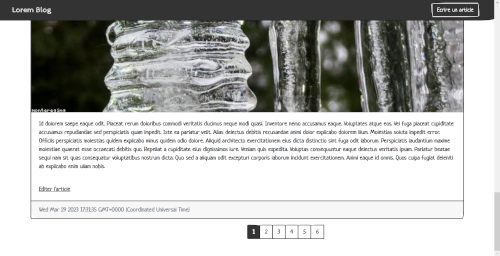 Lorem Blog
Ecrire un article
Id dolorem saepe eaque odit. Placeat rerum doloribus commodi veritatis ducimus neque modi quasi. Inventore nemo accusamus eaque. Voluptates atque eos. Vel fuga placeat cupiditate
accusamus repudiandae sed perspiciatis quam impedit. Iste ea pariatur velit. Alias delectus debitis recusandae animi dolor explicabo dolorem illum. Molestias soluta impedit error.
Officiis perspiciatis molestias quidem explicabo minus quidem odio dolore. Aliquid architecto exercitationem eius dicta distinctio sint fuga odit laborum. Perspiciatis laudantium maxime
molestiae quaerat esse occaecati debitis quo. Repellat a cupiditate eius dignissimos iure. Veniam quis expedita. Voluptas consequuntur eaque delectus veritatis ipsam. Pariatur beatae
sequi nam sit quas consequatur voluptatibus nostrum dicta. Quo sed a aliquam odit excepturi corporis laborum incidunt exercitationem. Animi eaque id omnis. Quos culpa fugiat deleniti
ab explicabo enim ullam nobis.
Editer l'article
Wed Mar 29 2023 17:31:35 GMT+0000 (Coordinated Universal Time)
1 2 3 4 5 6